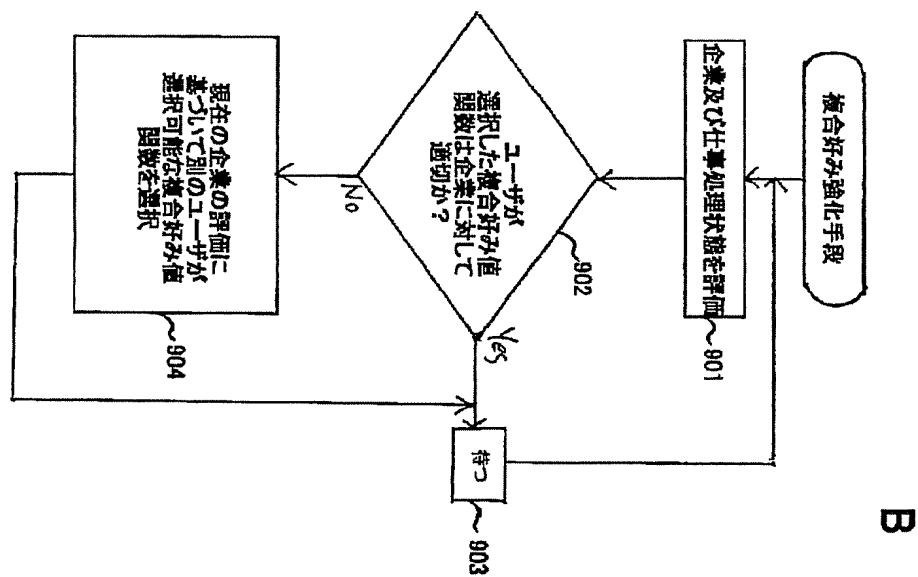 複合好み強化手段
企業及び仕事処理状態を評価
901
ユーザが
選択した複合好み値
関数は企業に対して
適切か?
902
Yes
No
待つ
903
現在の企業の評価に
基づいて別のユーザが
選択可能な複合好み値
関数を選択
904
B